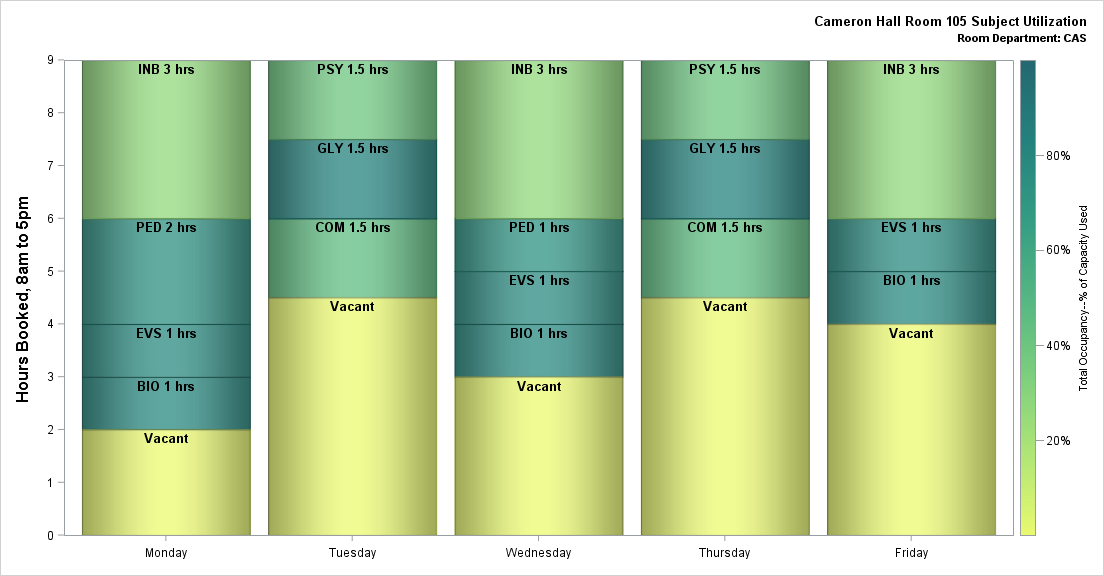 Cameron Hall Room 105 Subject Utilization
Room Department: CAS
Hours Booked, 8am to 5pm
9
8
7
6
5
4
3
2
1
0
INB 3 hrs
PED 2 hrs
EVS 1 hrs
BIO 1 hrs
Vacant
PSY 1.5 hrs
GLY 1.5 hrs
COM 1.5 hrs
Vacant
INB 3 hrs
PED 1 hrs
EVS 1 hrs
BIO 1 hrs
Vacant
PSY 1.5 hrs
GLY 1.5 hrs
COM 1.5 hrs
Vacant
INB 3 hrs
EVS 1 hrs
BIO 1 hrs
Vacant
Monday
Tuesday
Wednesday
Thursday
Friday
80%
60%
40%
20%
Total Occupancy--% of Capacity Used